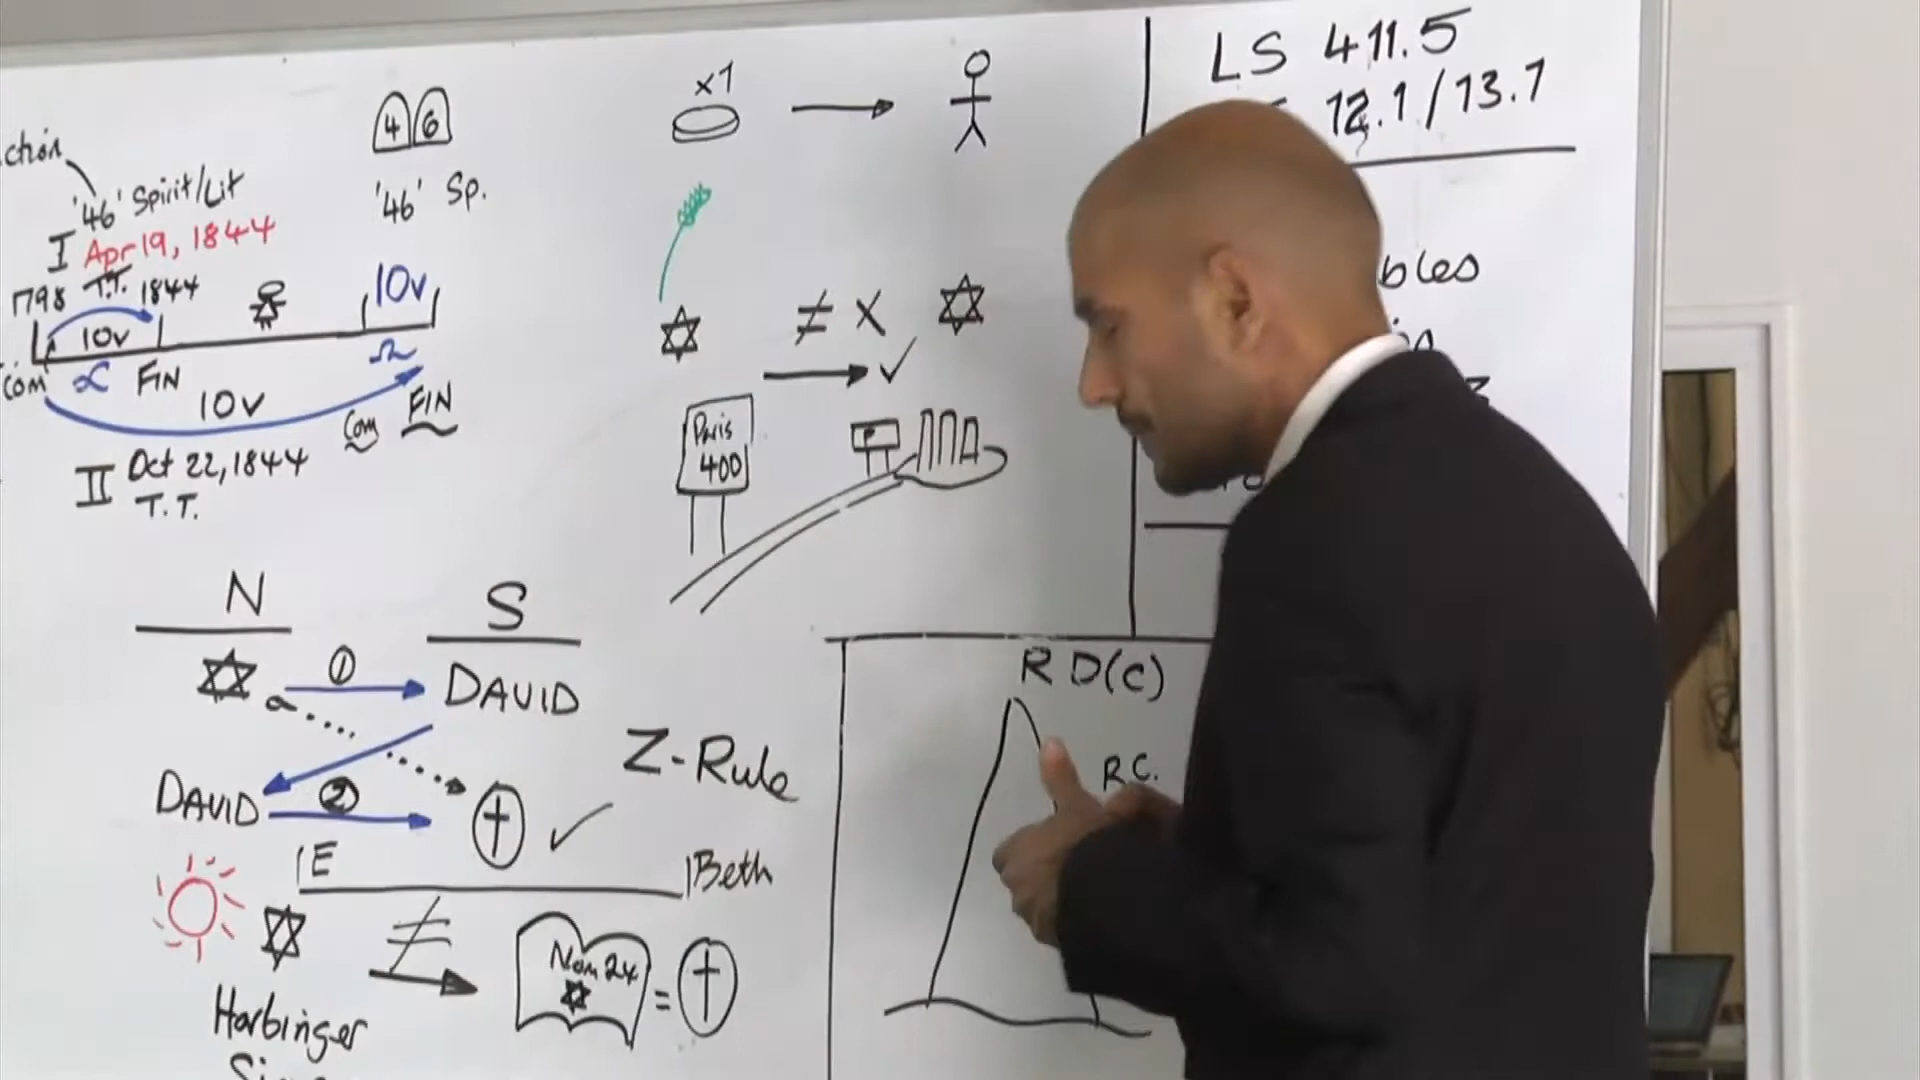 ction
'46' Spirit/Lit
I Apr 19, 1844
1798 T.T. 1844
10v
10v
Com ∝ FIN
Ω
10v
Com FIN
II Oct 22, 1844
T.T.
4 6
'46' Sp.
x1
≠ X
✓
Paris
400
P
LS 411.5
12.1/13.7
bles
N S
① DAVID
DAVID ② ✓
Z-Rule
E Beth
≠
Num 24
=
Harbinger
R D(C)
R C.